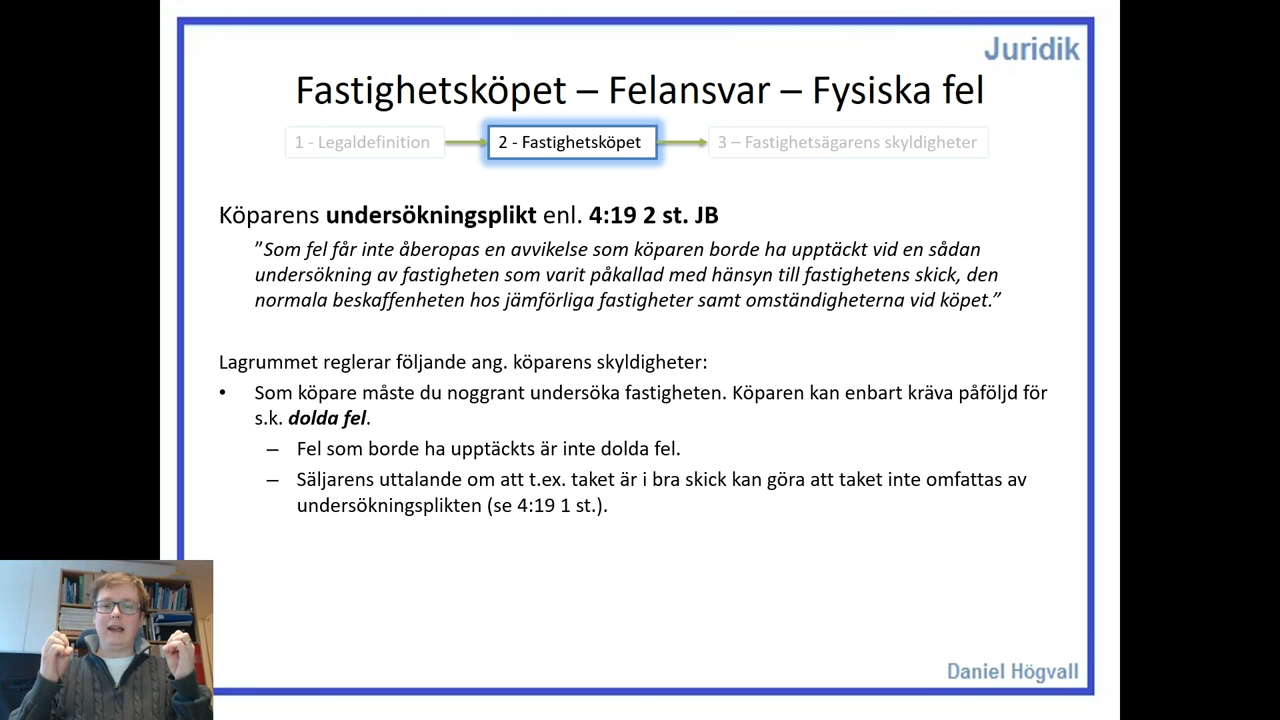 Juridik
Fastighetsköpet – Felansvar – Fysiska fel
1 - Legaldefinition
2 - Fastighetsköpet
3 – Fastighetsägarens skyldigheter
Köparens undersökningsplikt enl. 4:19 2 st. JB
”Som fel får inte åberopas en avvikelse som köparen borde ha upptäckt vid en sådan
undersökning av fastigheten som varit påkallad med hänsyn till fastighetens skick, den
normala beskaffenheten hos jämförliga fastigheter samt omständigheterna vid köpet.”
Lagrummet reglerar följande ang. köparens skyldigheter:
• Som köpare måste du noggrant undersöka fastigheten. Köparen kan enbart kräva påföljd för
s.k. dolda fel.
– Fel som borde ha upptäckts är inte dolda fel.
– Säljarens uttalande om att t.ex. taket är i bra skick kan göra att taket inte omfattas av
undersökningsplikten (se 4:19 1 st.).
Daniel Högvall